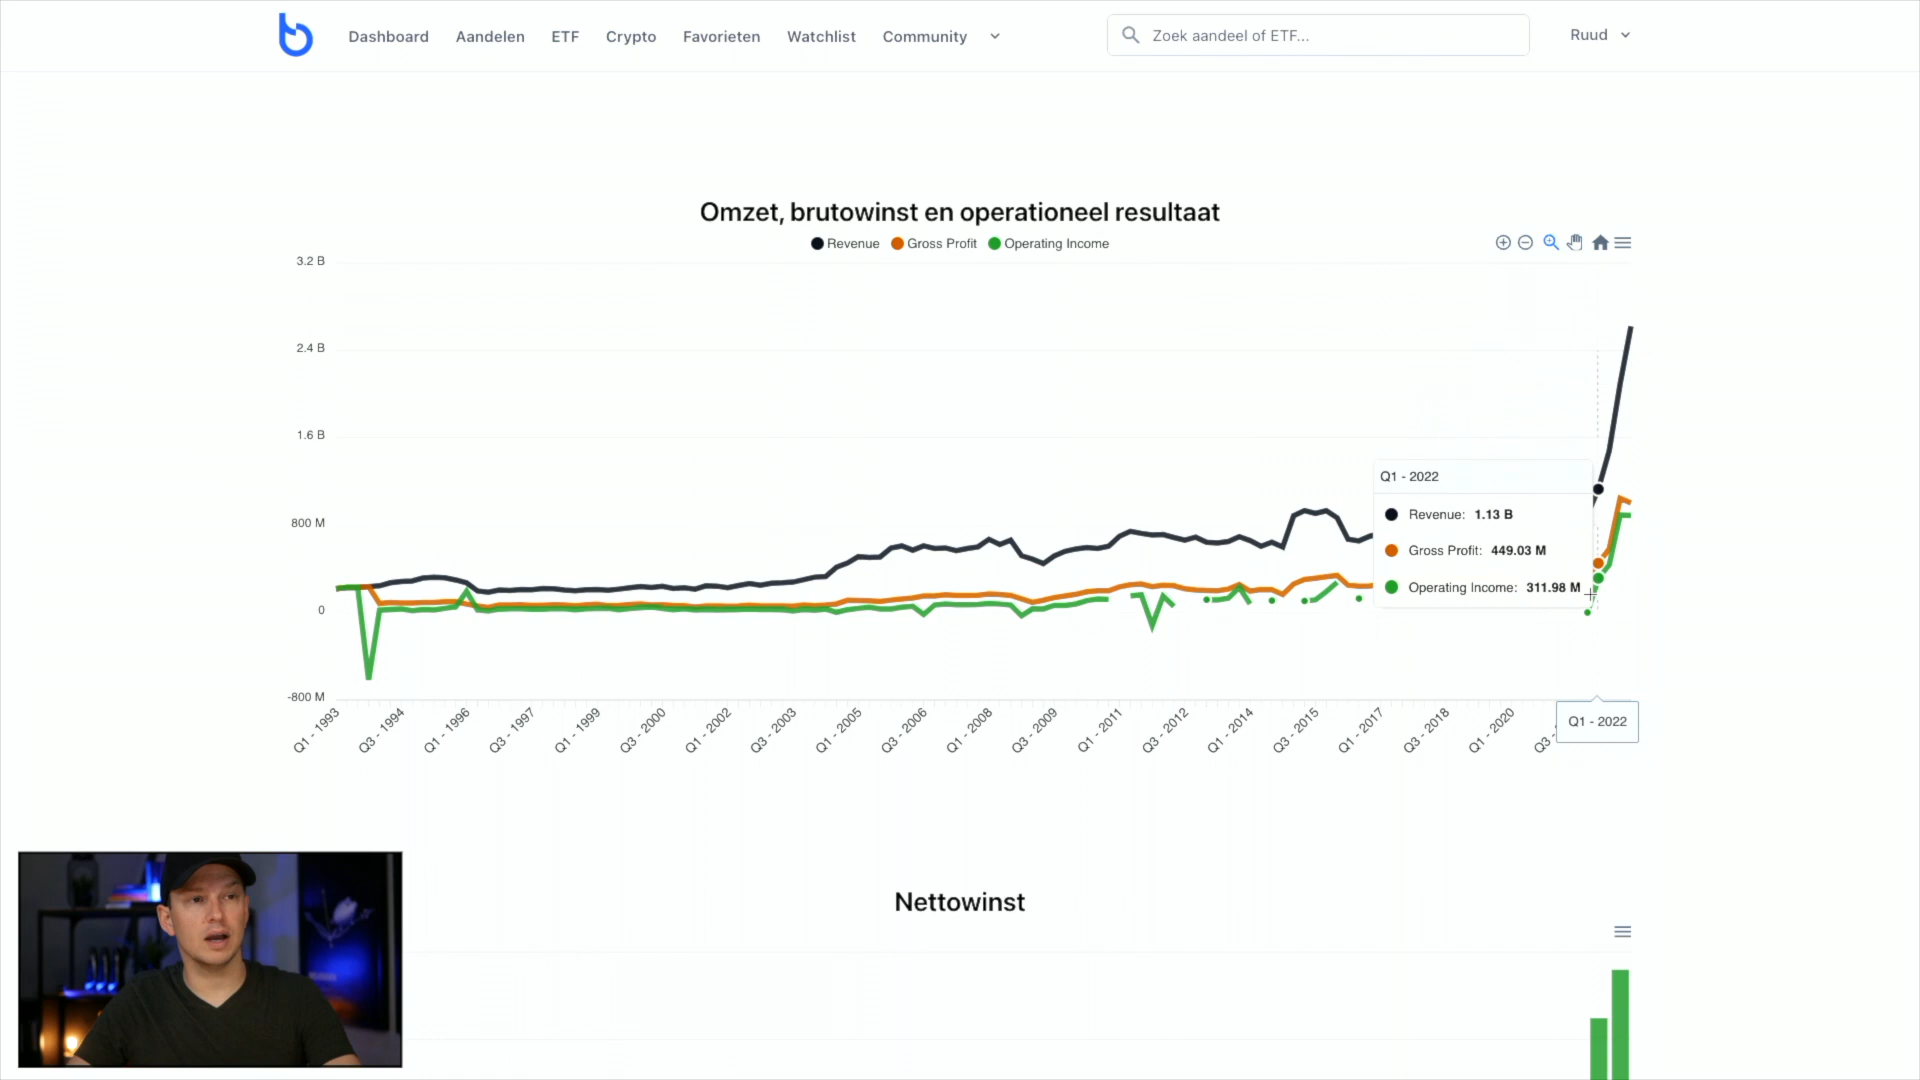 Dashboard Aandelen ETF Crypto Favorieten Watchlist Community
Zoek aandeel of ETF...
Ruud
Omzet, brutowinst en operationeel resultaat
Revenue Gross Profit Operating Income
3.2 B
2.4 B
1.6 B
800 M
0
-800 M
Q1 - 2022
Revenue: 1.13 B
Gross Profit: 449.03 M
Operating Income: 311.98 M
Q1 - 1993
Q3 - 1994
Q1 - 1996
Q3 - 1997
Q1 - 1999
Q3 - 2000
Q1 - 2002
Q3 - 2003
Q1 - 2005
Q3 - 2006
Q1 - 2008
Q3 - 2009
Q1 - 2011
Q3 - 2012
Q1 - 2014
Q3 - 2015
Q1 - 2017
Q3 - 2018
Q1 - 2020
Q3 -
Q1 - 2022
Nettowinst